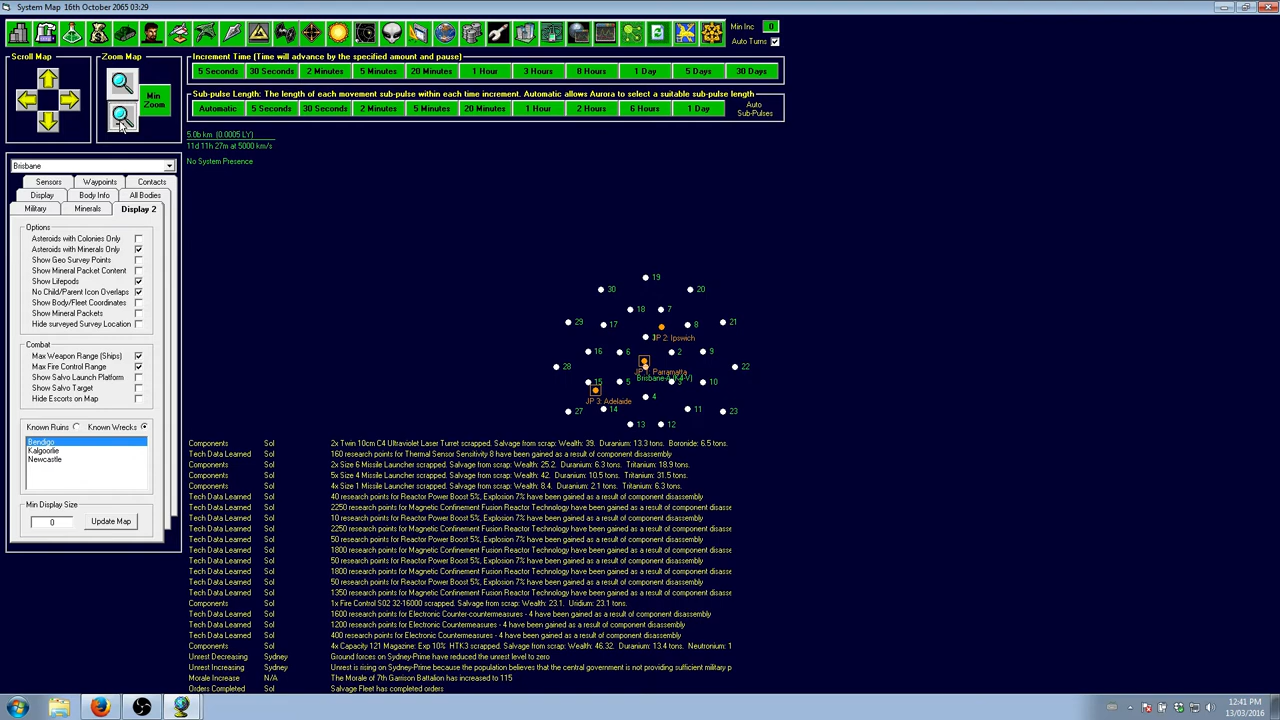 System Map  16th October 2065 03:29
Min Inc
0
Auto Turns
Scroll Map
Zoom Map
Min
Zoom
Increment Time (Time will advance by the specified amount and pause)
5 Seconds
30 Seconds
2 Minutes
5 Minutes
20 Minutes
1 Hour
3 Hours
8 Hours
1 Day
5 Days
30 Days
Sub-pulse Length: The length of each movement sub-pulse within each time increment. Automatic allows Aurora to select a suitable sub-pulse length
Automatic
5 Seconds
30 Seconds
2 Minutes
5 Minutes
20 Minutes
1 Hour
2 Hours
6 Hours
1 Day
Auto
Sub-Pulses
5.0b km  (0.0005 LY)
11d 11h 27m at 5000 km/s
No System Presence
Brisbane
Sensors
Waypoints
Contacts
Display
Body Info
All Bodies
Military
Minerals
Display 2
Options
Asteroids with Colonies Only
Asteroids with Minerals Only
Show Geo Survey Points
Show Mineral Packet Content
Show Lifepods
No Child/Parent Icon Overlaps
Show Body/Fleet Coordinates
Show Mineral Packets
Hide surveyed Survey Location
Combat
Max Weapon Range (Ships)
Max Fire Control Range
Show Salvo Launch Platform
Show Salvo Target
Hide Escorts on Map
Known Ruins
Known Wrecks
Bendigo
Kalgoorlie
Newcastle
Min Display Size
0
Update Map
19
30
20
18
7
29
17
8
21
JP 2: Ipswich
16
6
2
9
28
Parramatta
22
Brisbane-A (K4-V)
15
5
10
JP 3: Adelaide
4
27
14
11
23
13
12
Components Sol 2x Twin 10cm C4 Ultraviolet Laser Turret scrapped. Salvage from scrap: Wealth: 39.  Duranium: 13.3 tons.  Boronide: 6.5 tons.
Tech Data Learned Sol 160 research points for Thermal Sensor Sensitivity 8 have been gained as a result of component disassembly
Components Sol 2x Size 6 Missile Launcher scrapped. Salvage from scrap: Wealth: 25.2.  Duranium: 6.3 tons.  Tritanium: 18.9 tons.
Components Sol 5x Size 4 Missile Launcher scrapped. Salvage from scrap: Wealth: 42.  Duranium: 10.5 tons.  Tritanium: 31.5 tons.
Components Sol 4x Size 1 Missile Launcher scrapped. Salvage from scrap: Wealth: 8.4.  Duranium: 2.1 tons.  Tritanium: 6.3 tons.
Tech Data Learned Sol 40 research points for Reactor Power Boost 5%, Explosion 7% have been gained as a result of component disassembly
Tech Data Learned Sol 2250 research points for Magnetic Confinement Fusion Reactor Technology have been gained as a result of component disasse
Tech Data Learned Sol 10 research points for Reactor Power Boost 5%, Explosion 7% have been gained as a result of component disassembly
Tech Data Learned Sol 2250 research points for Magnetic Confinement Fusion Reactor Technology have been gained as a result of component disasse
Tech Data Learned Sol 50 research points for Reactor Power Boost 5%, Explosion 7% have been gained as a result of component disassembly
Tech Data Learned Sol 1800 research points for Magnetic Confinement Fusion Reactor Technology have been gained as a result of component disasse
Tech Data Learned Sol 50 research points for Reactor Power Boost 5%, Explosion 7% have been gained as a result of component disassembly
Tech Data Learned Sol 1800 research points for Magnetic Confinement Fusion Reactor Technology have been gained as a result of component disasse
Tech Data Learned Sol 50 research points for Reactor Power Boost 5%, Explosion 7% have been gained as a result of component disassembly
Tech Data Learned Sol 1350 research points for Magnetic Confinement Fusion Reactor Technology have been gained as a result of component disasse
Components Sol 1x Fire Control S02 32-16000 scrapped. Salvage from scrap: Wealth: 23.1.  Uridium: 23.1 tons.
Tech Data Learned Sol 1600 research points for Electronic Counter-countermeasures - 4 have been gained as a result of component disassembly
Tech Data Learned Sol 1200 research points for Electronic Countermeasures - 4 have been gained as a result of component disassembly
Tech Data Learned Sol 400 research points for Electronic Countermeasures - 4 have been gained as a result of component disassembly
Components Sol 4x Capacity 121 Magazine: Exp 10%  HTK3 scrapped. Salvage from scrap: Wealth: 46.32.  Duranium: 13.4 tons.  Neutronium: 1
Unrest Decreasing Sydney Ground forces on Sydney-Prime have reduced the unrest level to zero
Unrest Increasing Sydney Unrest is rising on Sydney-Prime because the population believes that the central government is not providing sufficient military p
Morale Increase N/A The Morale of 7th Garrison Battalion has increased to 115
Orders Completed Sol Salvage Fleet has completed orders
12:41 PM
13/03/2016